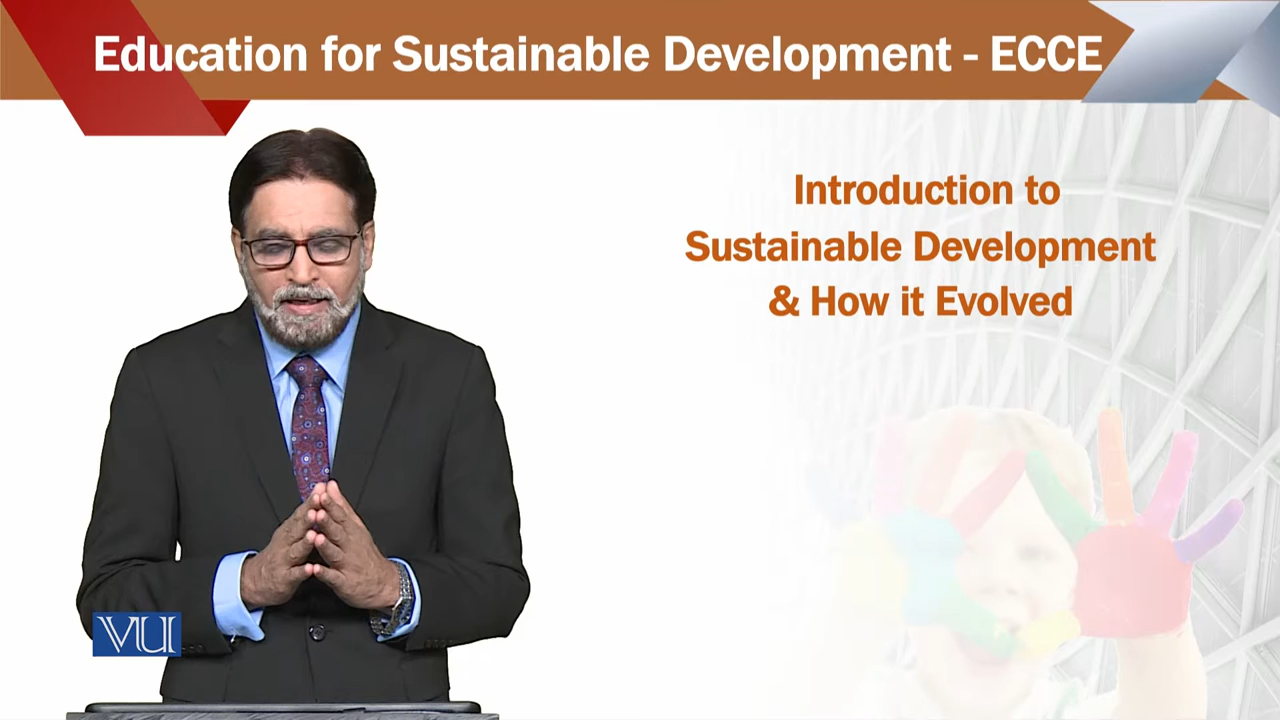 Education for Sustainable Development - ECCE
Introduction to
Sustainable Development
& How it Evolved
VU